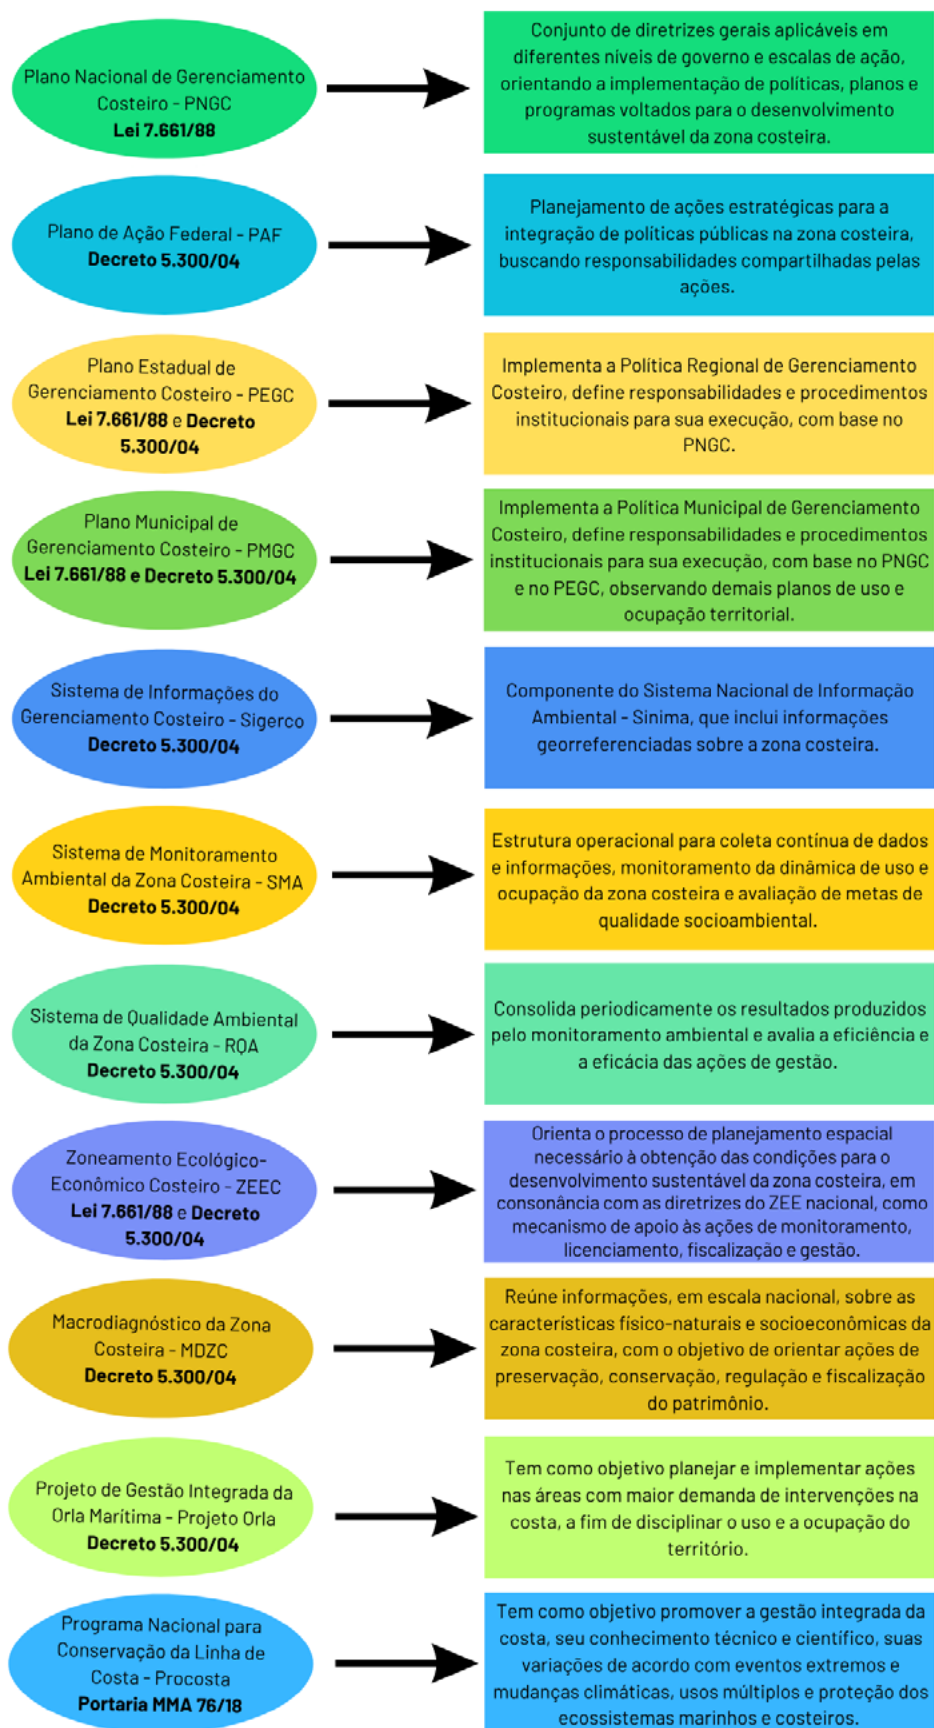 Plano Nacional de Gerenciamento
Costeiro - PNGC
Lei 7.661/88
Conjunto de diretrizes gerais aplicáveis em
diferentes níveis de governo e escalas de ação,
orientando a implementação de políticas, planos e
programas voltados para o desenvolvimento
sustentável da zona costeira.
Plano de Ação Federal - PAF
Decreto 5.300/04
Planejamento de ações estratégicas para a
integração de políticas públicas na zona costeira,
buscando responsabilidades compartilhadas pelas
ações.
Plano Estadual de
Gerenciamento Costeiro - PEGC
Lei 7.661/88 e Decreto
5.300/04
Implementa a Política Regional de Gerenciamento
Costeiro, define responsabilidades e procedimentos
institucionais para sua execução, com base no
PNGC.
Plano Municipal de
Gerenciamento Costeiro - PMGC
Lei 7.661/88 e Decreto 5.300/04
Implementa a Política Municipal de Gerenciamento
Costeiro, define responsabilidades e procedimentos
institucionais para sua execução, com base no PNGC
e no PEGC, observando demais planos de uso e
ocupação territorial.
Sistema de Informações do
Gerenciamento Costeiro - Sigerco
Decreto 5.300/04
Componente do Sistema Nacional de Informação
Ambiental - Sinima, que inclui informações
georreferenciadas sobre a zona costeira.
Sistema de Monitoramento
Ambiental da Zona Costeira - SMA
Decreto 5.300/04
Estrutura operacional para coleta contínua de dados
e informações, monitoramento da dinâmica de uso e
ocupação da zona costeira e avaliação de metas de
qualidade socioambiental.
Sistema de Qualidade Ambiental
da Zona Costeira - RQA
Decreto 5.300/04
Consolida periodicamente os resultados produzidos
pelo monitoramento ambiental e avalia a eficiência e
a eficácia das ações de gestão.
Zoneamento Ecológico-
Econômico Costeiro - ZEEC
Lei 7.661/88 e Decreto
5.300/04
Orienta o processo de planejamento espacial
necessário à obtenção das condições para o
desenvolvimento sustentável da zona costeira, em
consonância com as diretrizes do ZEE nacional, como
mecanismo de apoio às ações de monitoramento,
licenciamento, fiscalização e gestão.
Macrodiagnóstico da Zona
Costeira - MDZC
Decreto 5.300/04
Reúne informações, em escala nacional, sobre as
características físico-naturais e socioeconômicas da
zona costeira, com o objetivo de orientar ações de
preservação, conservação, regulação e fiscalização
do patrimônio.
Projeto de Gestão Integrada da
Orla Marítima - Projeto Orla
Decreto 5.300/04
Tem como objetivo planejar e implementar ações
nas áreas com maior demanda de intervenções na
costa, a fim de disciplinar o uso e a ocupação do
território.
Programa Nacional para
Conservação da Linha de
Costa - Procosta
Portaria MMA 76/18
Tem como objetivo promover a gestão integrada da
costa, seu conhecimento técnico e científico, suas
variações de acordo com eventos extremos e
mudanças climáticas, usos múltiplos e proteção dos
ecossistemas marinhos e costeiros.